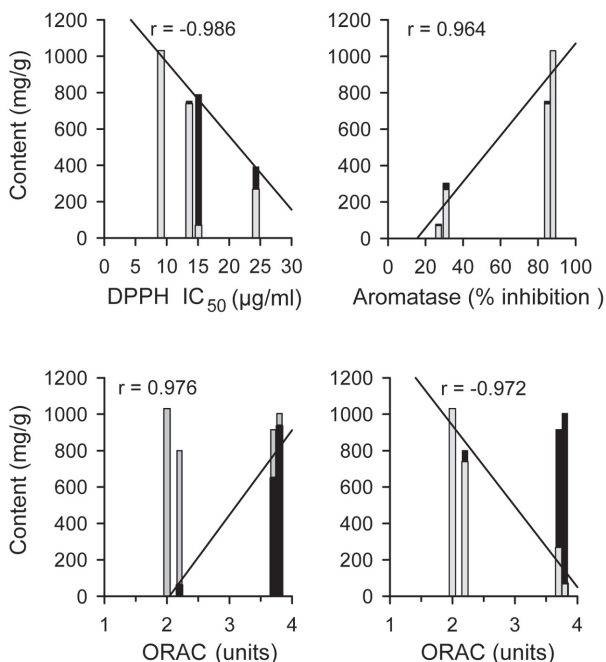 r = -0.986
Content (mg/g)
1200
1000
800
600
400
200
0
0 5 10 15 20 25 30
DPPH IC50 (µg/ml)
r = 0.964
1200
1000
800
600
400
200
0
0 20 40 60 80 100
Aromatase (% inhibition )
r = 0.976
Content (mg/g)
1200
1000
800
600
400
200
0
1 2 3 4
ORAC (units)
r = -0.972
1200
1000
800
600
400
200
0
1 2 3 4
ORAC (units)